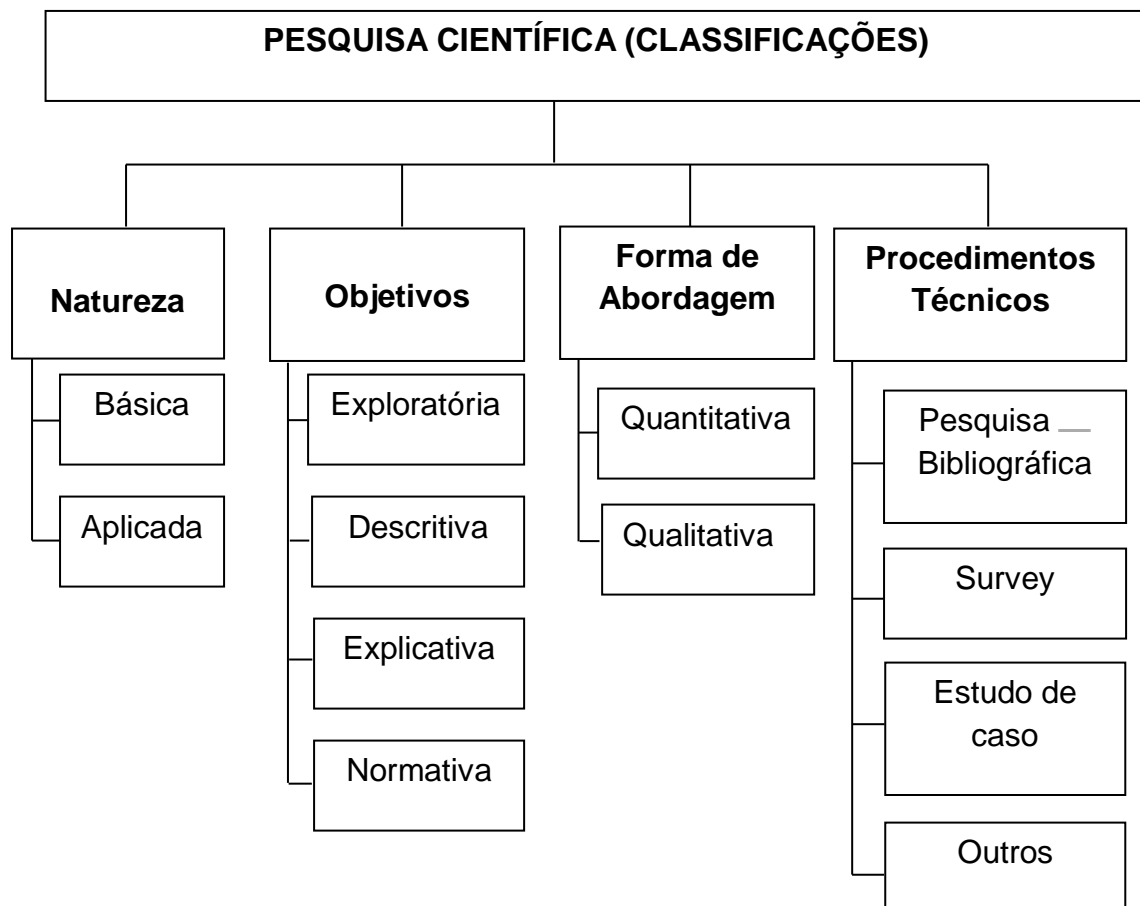 PESQUISA CIENTÍFICA (CLASSIFICAÇÕES)
Natureza
Básica
Aplicada
Objetivos
Exploratória
Descritiva
Explicativa
Normativa
Forma de
Abordagem
Quantitativa
Qualitativa
Procedimentos
Técnicos
Pesquisa
Bibliográfica
Survey
Estudo de
caso
Outros